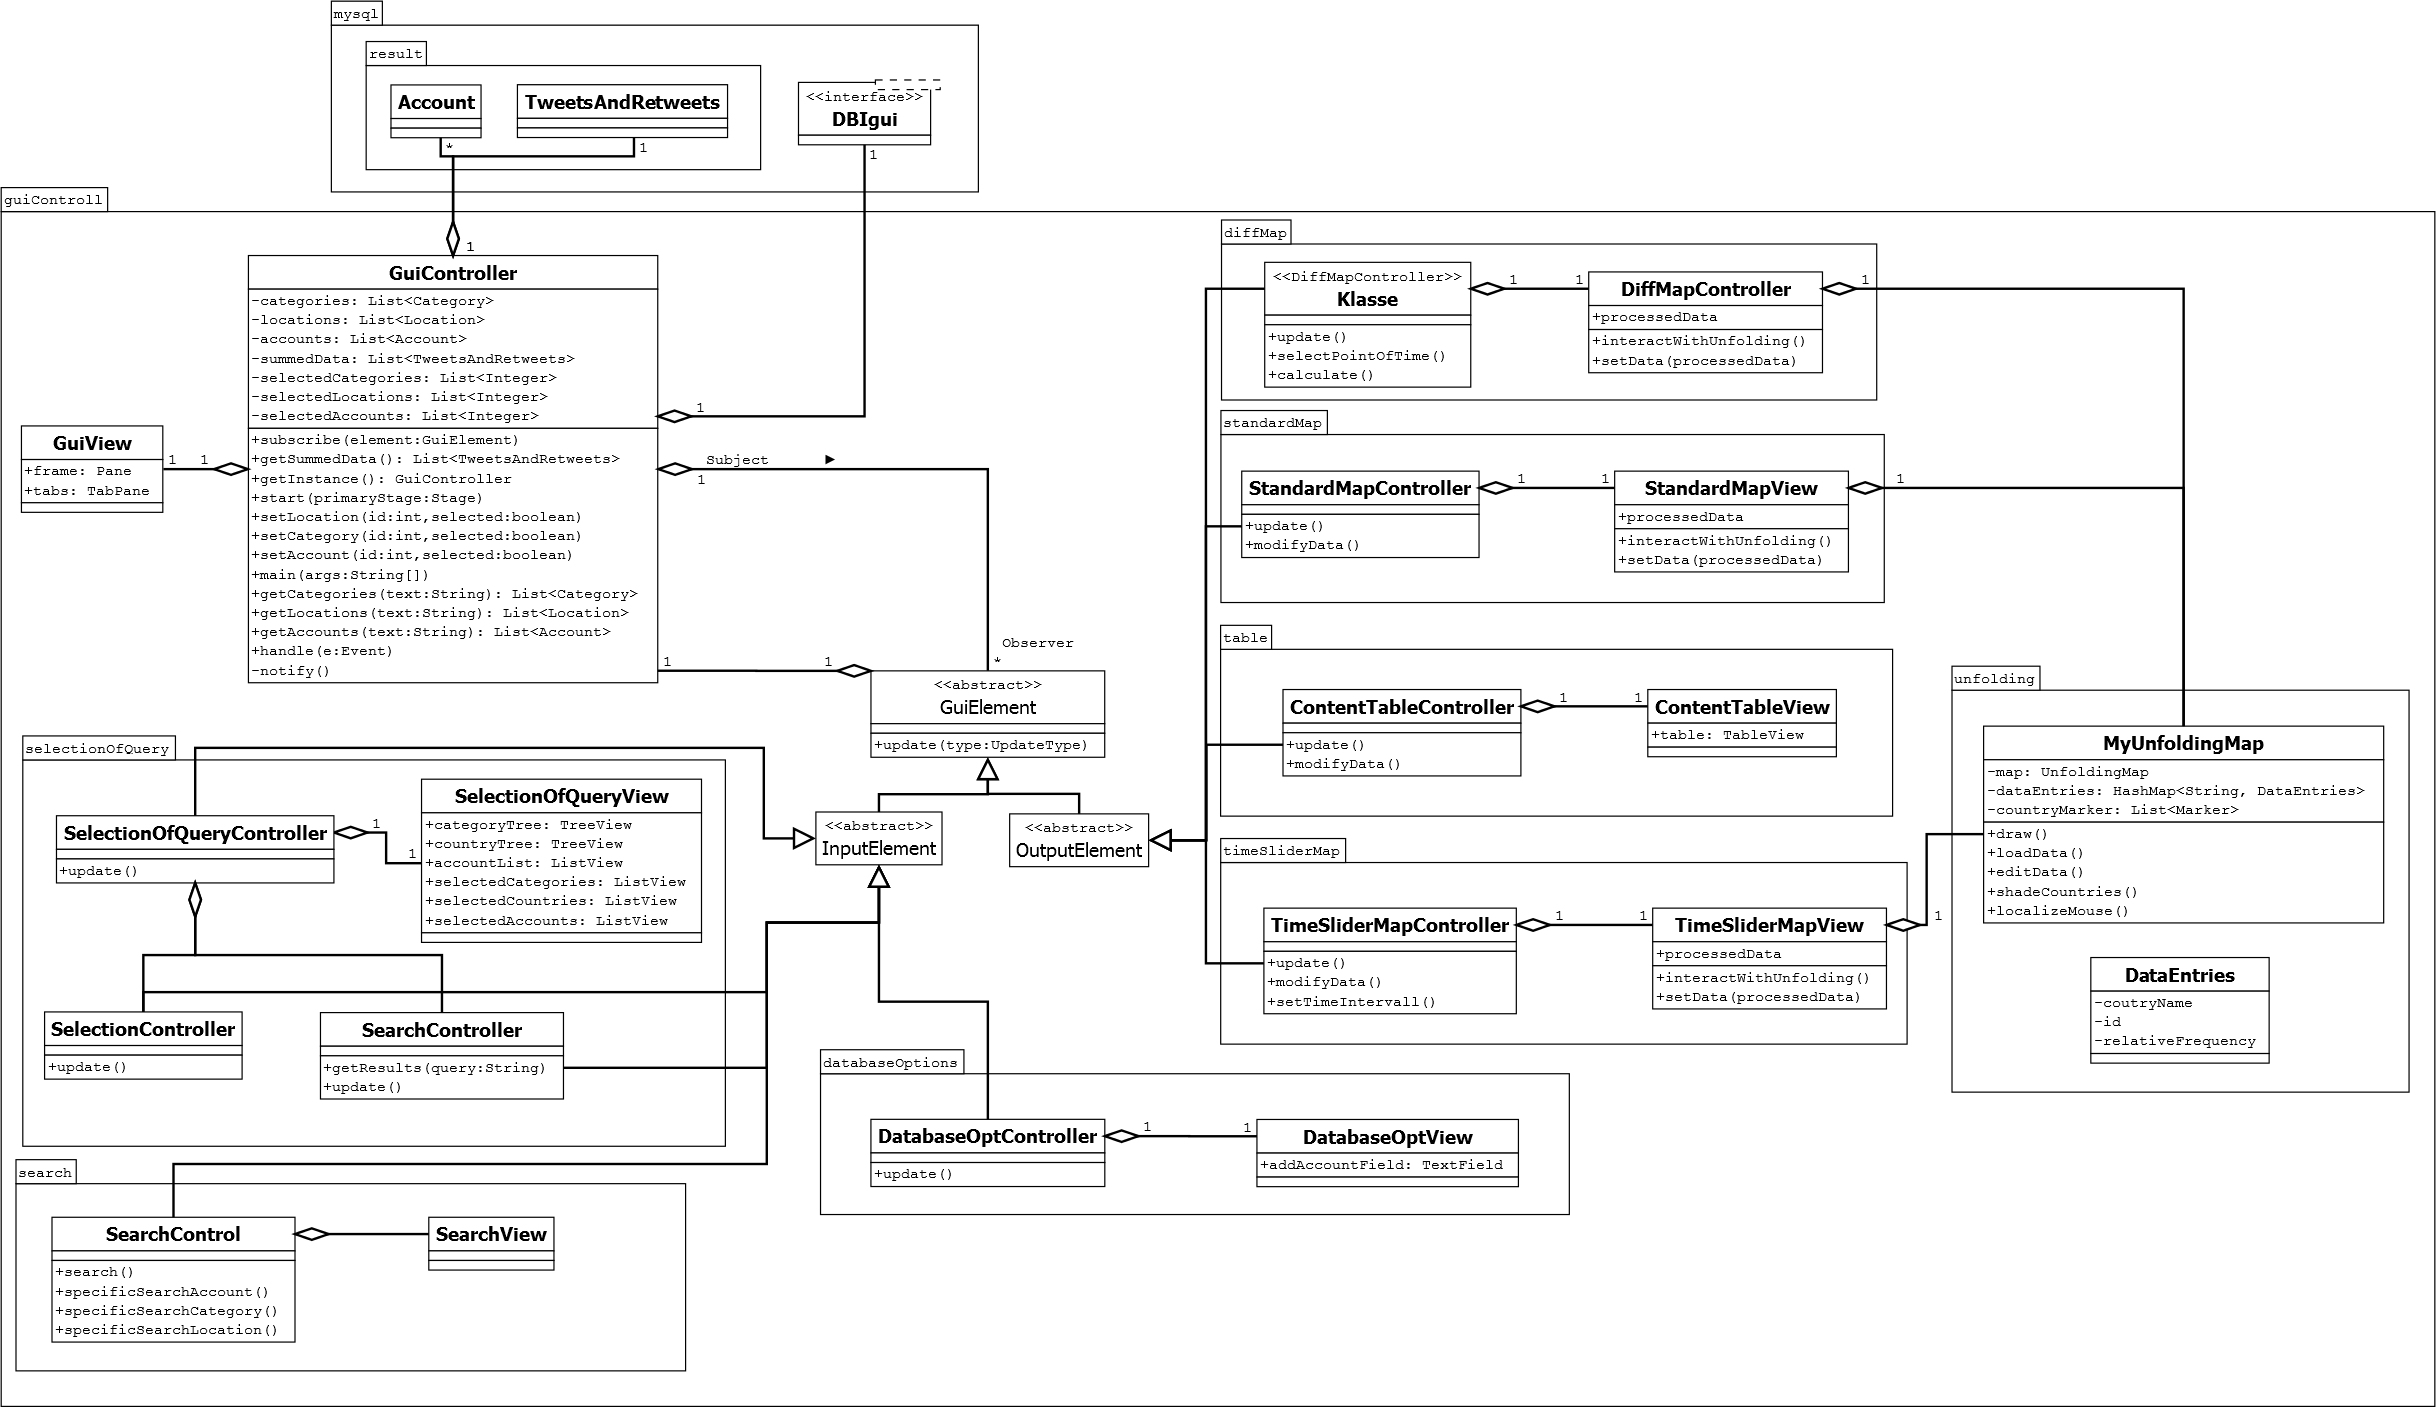 mysql
result
Account
TweetsAndRetweets
<<interface>>
DBIgui
*
1
1
guiControll
1
GuiController
-categories: List<Category>
-locations: List<Location>
-accounts: List<Account>
-summedData: List<TweetsAndRetweets>
-selectedCategories: List<Integer>
-selectedLocations: List<Integer>
-selectedAccounts: List<Integer>
+subscribe(element:GuiElement)
+getSummedData(): List<TweetsAndRetweets>
+getInstance(): GuiController
+start(primaryStage:Stage)
+setLocation(id:int,selected:boolean)
+setCategory(id:int,selected:boolean)
+setAccount(id:int,selected:boolean)
+main(args:String[])
+getCategories(text:String): List<Category>
+getLocations(text:String): List<Location>
+getAccounts(text:String): List<Account>
+handle(e:Event)
-notify()
1
GuiView
+frame: Pane
+tabs: TabPane
1
1
Subject
1
Observer
*
1
1
<<abstract>>
GuiElement
+update(type:UpdateType)
<<abstract>>
InputElement
<<abstract>>
OutputElement
selectionOfQuery
SelectionOfQueryController
+update()
1
1
SelectionOfQueryView
+categoryTree: TreeView
+countryTree: TreeView
+accountList: ListView
+selectedCategories: ListView
+selectedCountries: ListView
+selectedAccounts: ListView
SelectionController
+update()
SearchController
+getResults(query:String)
+update()
search
SearchControl
+search()
+specificSearchAccount()
+specificSearchCategory()
+specificSearchLocation()
SearchView
databaseOptions
DatabaseOptController
+update()
1
1
DatabaseOptView
+addAccountField: TextField
diffMap
<<DiffMapController>>
Klasse
+update()
+selectPointOfTime()
+calculate()
1
1
DiffMapController
+processedData
+interactWithUnfolding()
+setData(processedData)
1
standardMap
StandardMapController
+update()
+modifyData()
1
1
StandardMapView
+processedData
+interactWithUnfolding()
+setData(processedData)
1
table
ContentTableController
+update()
+modifyData()
1
1
ContentTableView
+table: TableView
timeSliderMap
TimeSliderMapController
+update()
+modifyData()
+setTimeIntervall()
1
1
TimeSliderMapView
+processedData
+interactWithUnfolding()
+setData(processedData)
1
unfolding
MyUnfoldingMap
-map: UnfoldingMap
-dataEntries: HashMap<String, DataEntries>
-countryMarker: List<Marker>
+draw()
+loadData()
+editData()
+shadeCountries()
+localizeMouse()
DataEntries
-coutryName
-id
-relativeFrequency